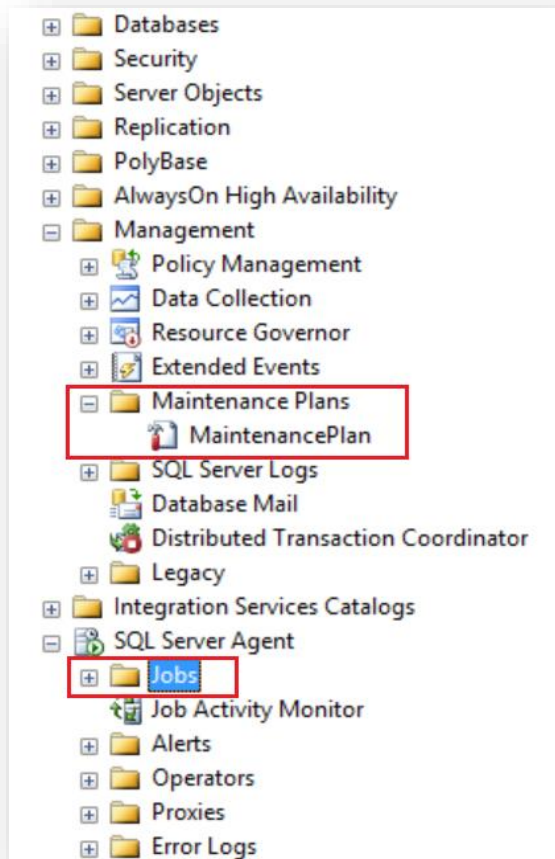 Databases
Security
Server Objects
Replication
PolyBase
AlwaysOn High Availability
Management
Policy Management
Data Collection
Resource Governor
Extended Events
Maintenance Plans
MaintenancePlan
SQL Server Logs
Database Mail
Distributed Transaction Coordinator
Legacy
Integration Services Catalogs
SQL Server Agent
Jobs
Job Activity Monitor
Alerts
Operators
Proxies
Error Logs